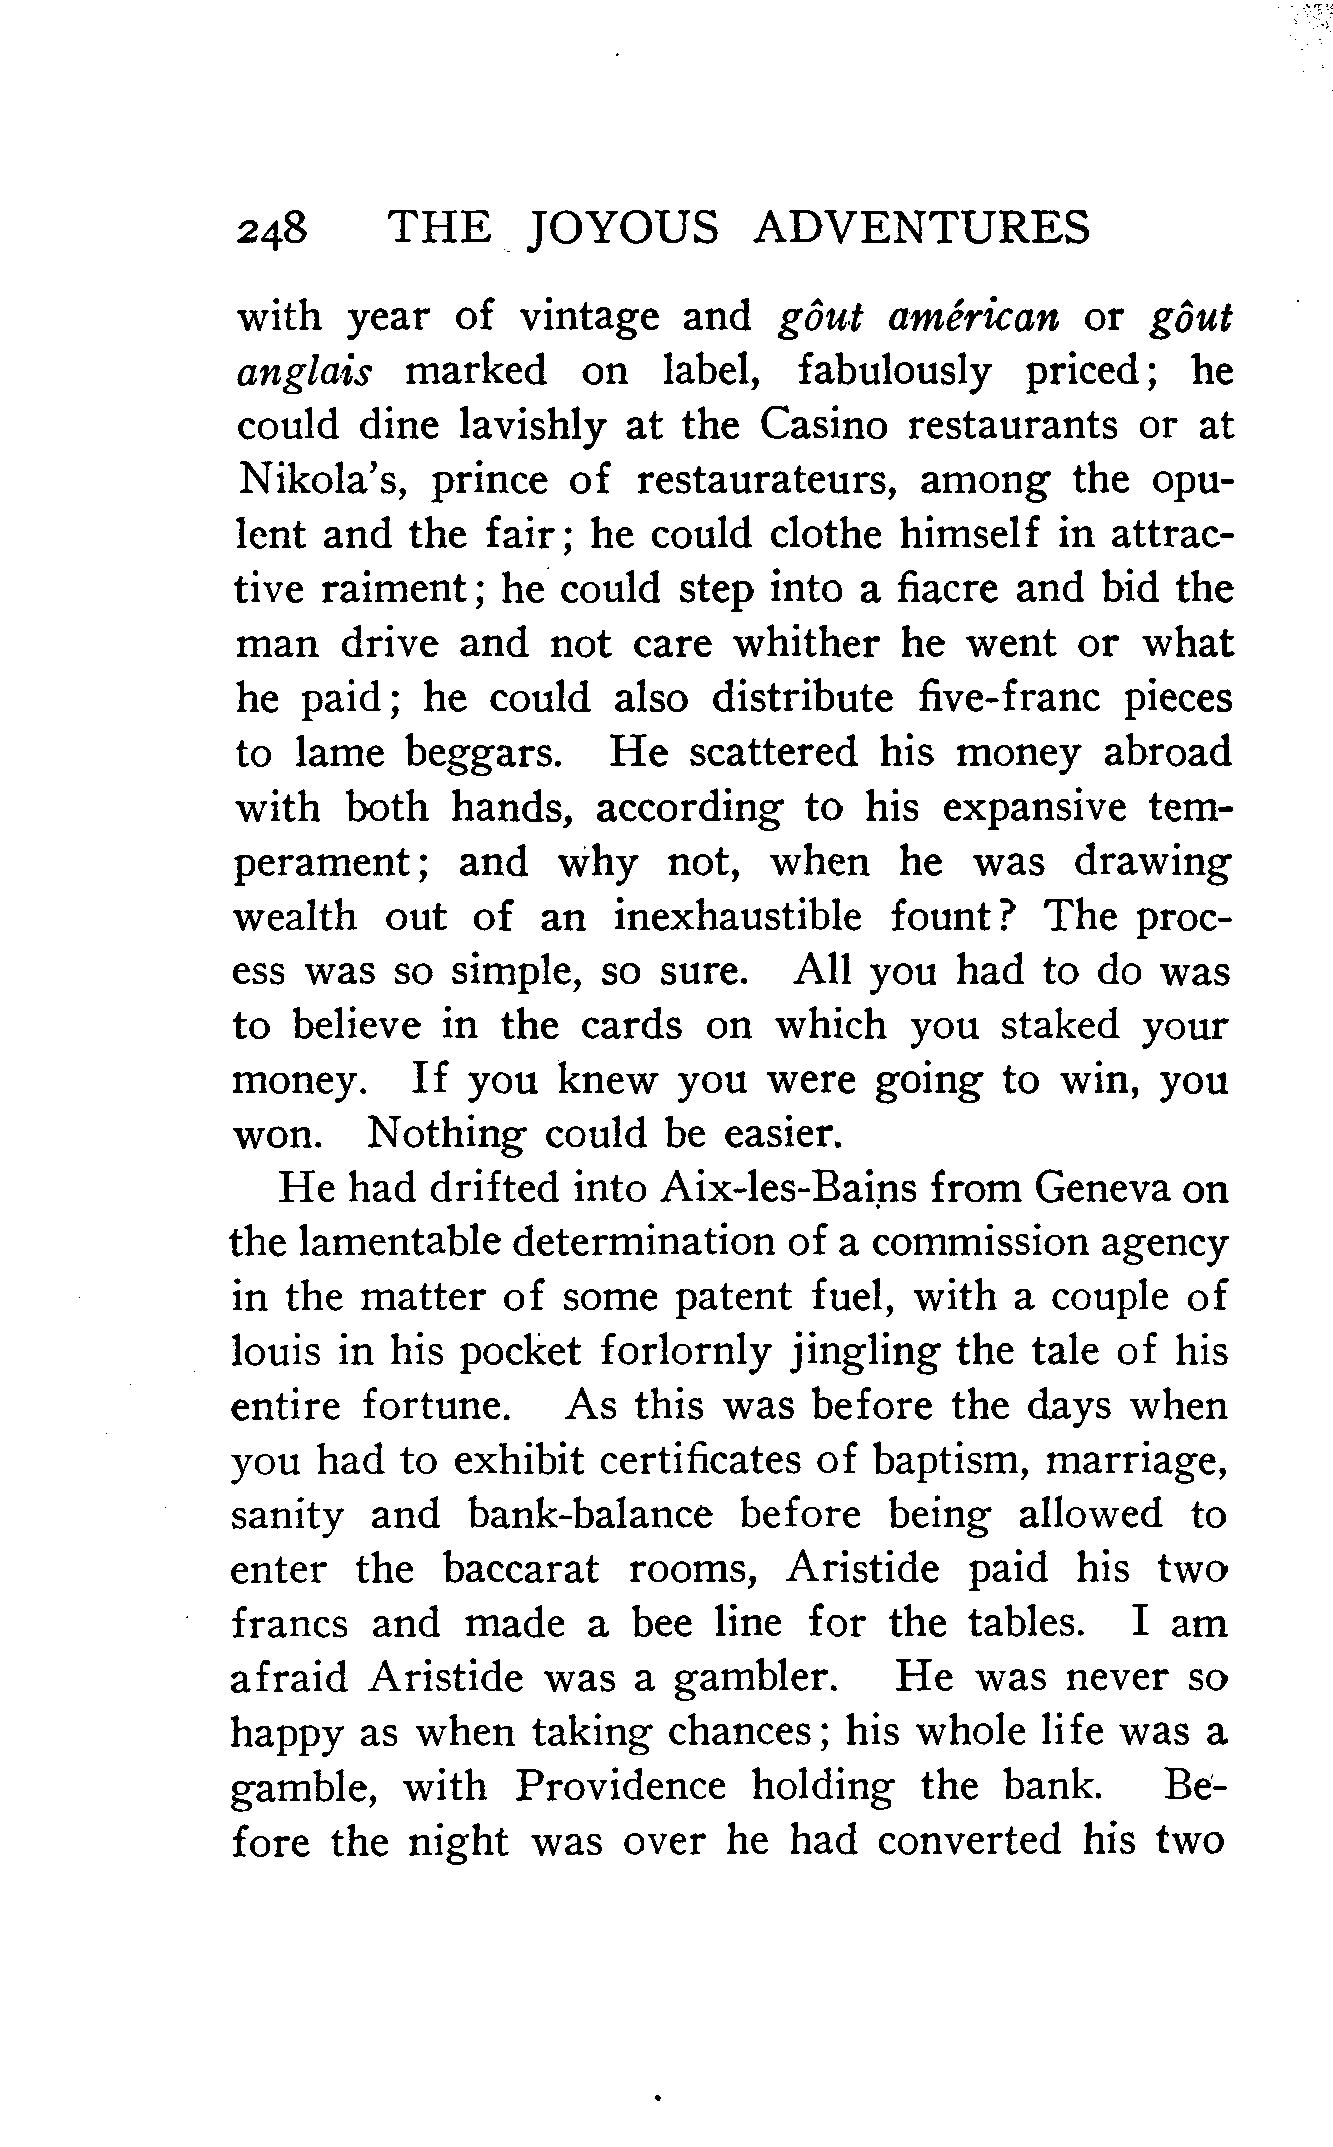 248 THE JOYOUS ADVENTURES
with year of vintage and goût américan or goût
anglais marked on label, fabulously priced; he
could dine lavishly at the Casino restaurants or at
Nikola's, prince of restaurateurs, among the opu-
lent and the fair; he could clothe himself in attrac-
tive raiment; he could step into a fiacre and bid the
man drive and not care whither he went or what
he paid; he could also distribute five-franc pieces
to lame beggars. He scattered his money abroad
with both hands, according to his expansive tem-
perament; and why not, when he was drawing
wealth out of an inexhaustible fount? The proc-
ess was so simple, so sure. All you had to do was
to believe in the cards on which you staked your
money. If you knew you were going to win, you
won. Nothing could be easier.
He had drifted into Aix-les-Bains from Geneva on
the lamentable determination of a commission agency
in the matter of some patent fuel, with a couple of
louis in his pocket forlornly jingling the tale of his
entire fortune. As this was before the days when
you had to exhibit certificates of baptism, marriage,
sanity and bank-balance before being allowed to
enter the baccarat rooms, Aristide paid his two
francs and made a bee line for the tables. I am
afraid Aristide was a gambler. He was never so
happy as when taking chances; his whole life was a
gamble, with Providence holding the bank. Be-
fore the night was over he had converted his two